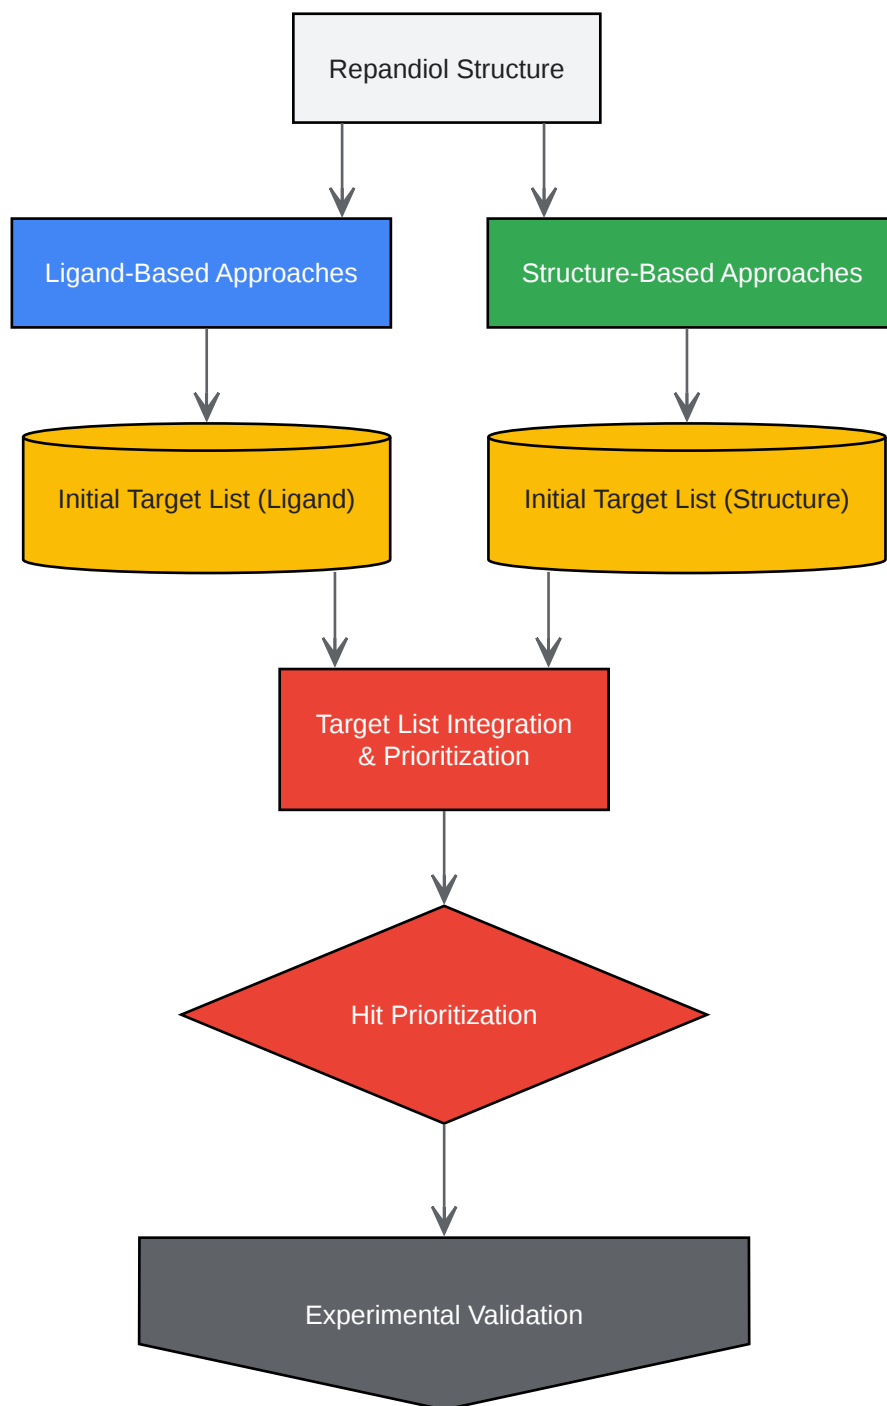 Repandiol Structure
Ligand-Based Approaches
Structure-Based Approaches
Initial Target List (Ligand)
Initial Target List (Structure)
Target List Integration
& Prioritization
Hit Prioritization
Experimental Validation